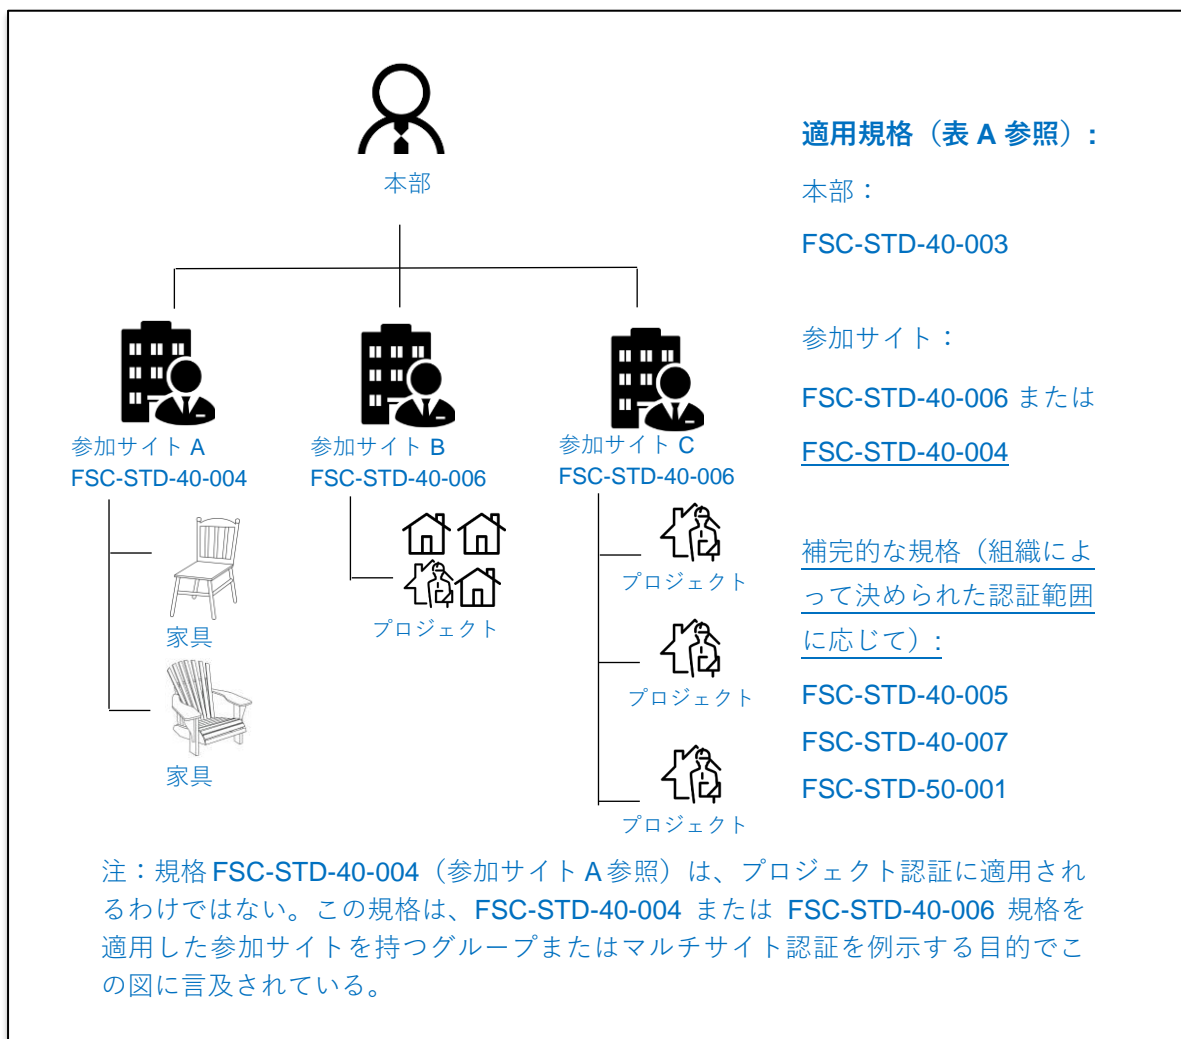 本部
参加サイト A
FSC-STD-40-004
家具
家具
参加サイト B
FSC-STD-40-006
プロジェクト
参加サイト C
FSC-STD-40-006
プロジェクト
プロジェクト
プロジェクト
適用規格（表 A 参照）:
本部：
FSC-STD-40-003
参加サイト：
FSC-STD-40-006 または
FSC-STD-40-004
補完的な規格（組織によ
って決められた認証範囲
に応じて）:
FSC-STD-40-005
FSC-STD-40-007
FSC-STD-50-001
注：規格 FSC-STD-40-004（参加サイト A 参照）は、プロジェクト認証に適用され
るわけではない。この規格は、FSC-STD-40-004 または FSC-STD-40-006 規格を
適用した参加サイトを持つグループまたはマルチサイト認証を例示する目的でこ
の図に言及されている。